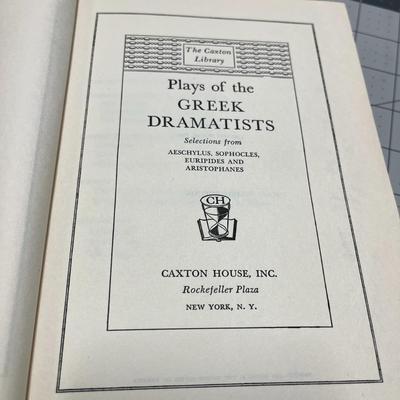 The Caxton
Library
Plays of the
GREEK
DRAMATISTS
Selections from
AESCHYLUS, SOPHOCLES,
EURIPIDES AND
ARISTOPHANES
CH
CAXTON HOUSE, INC.
Rockefeller Plaza
NEW YORK, N. Y.